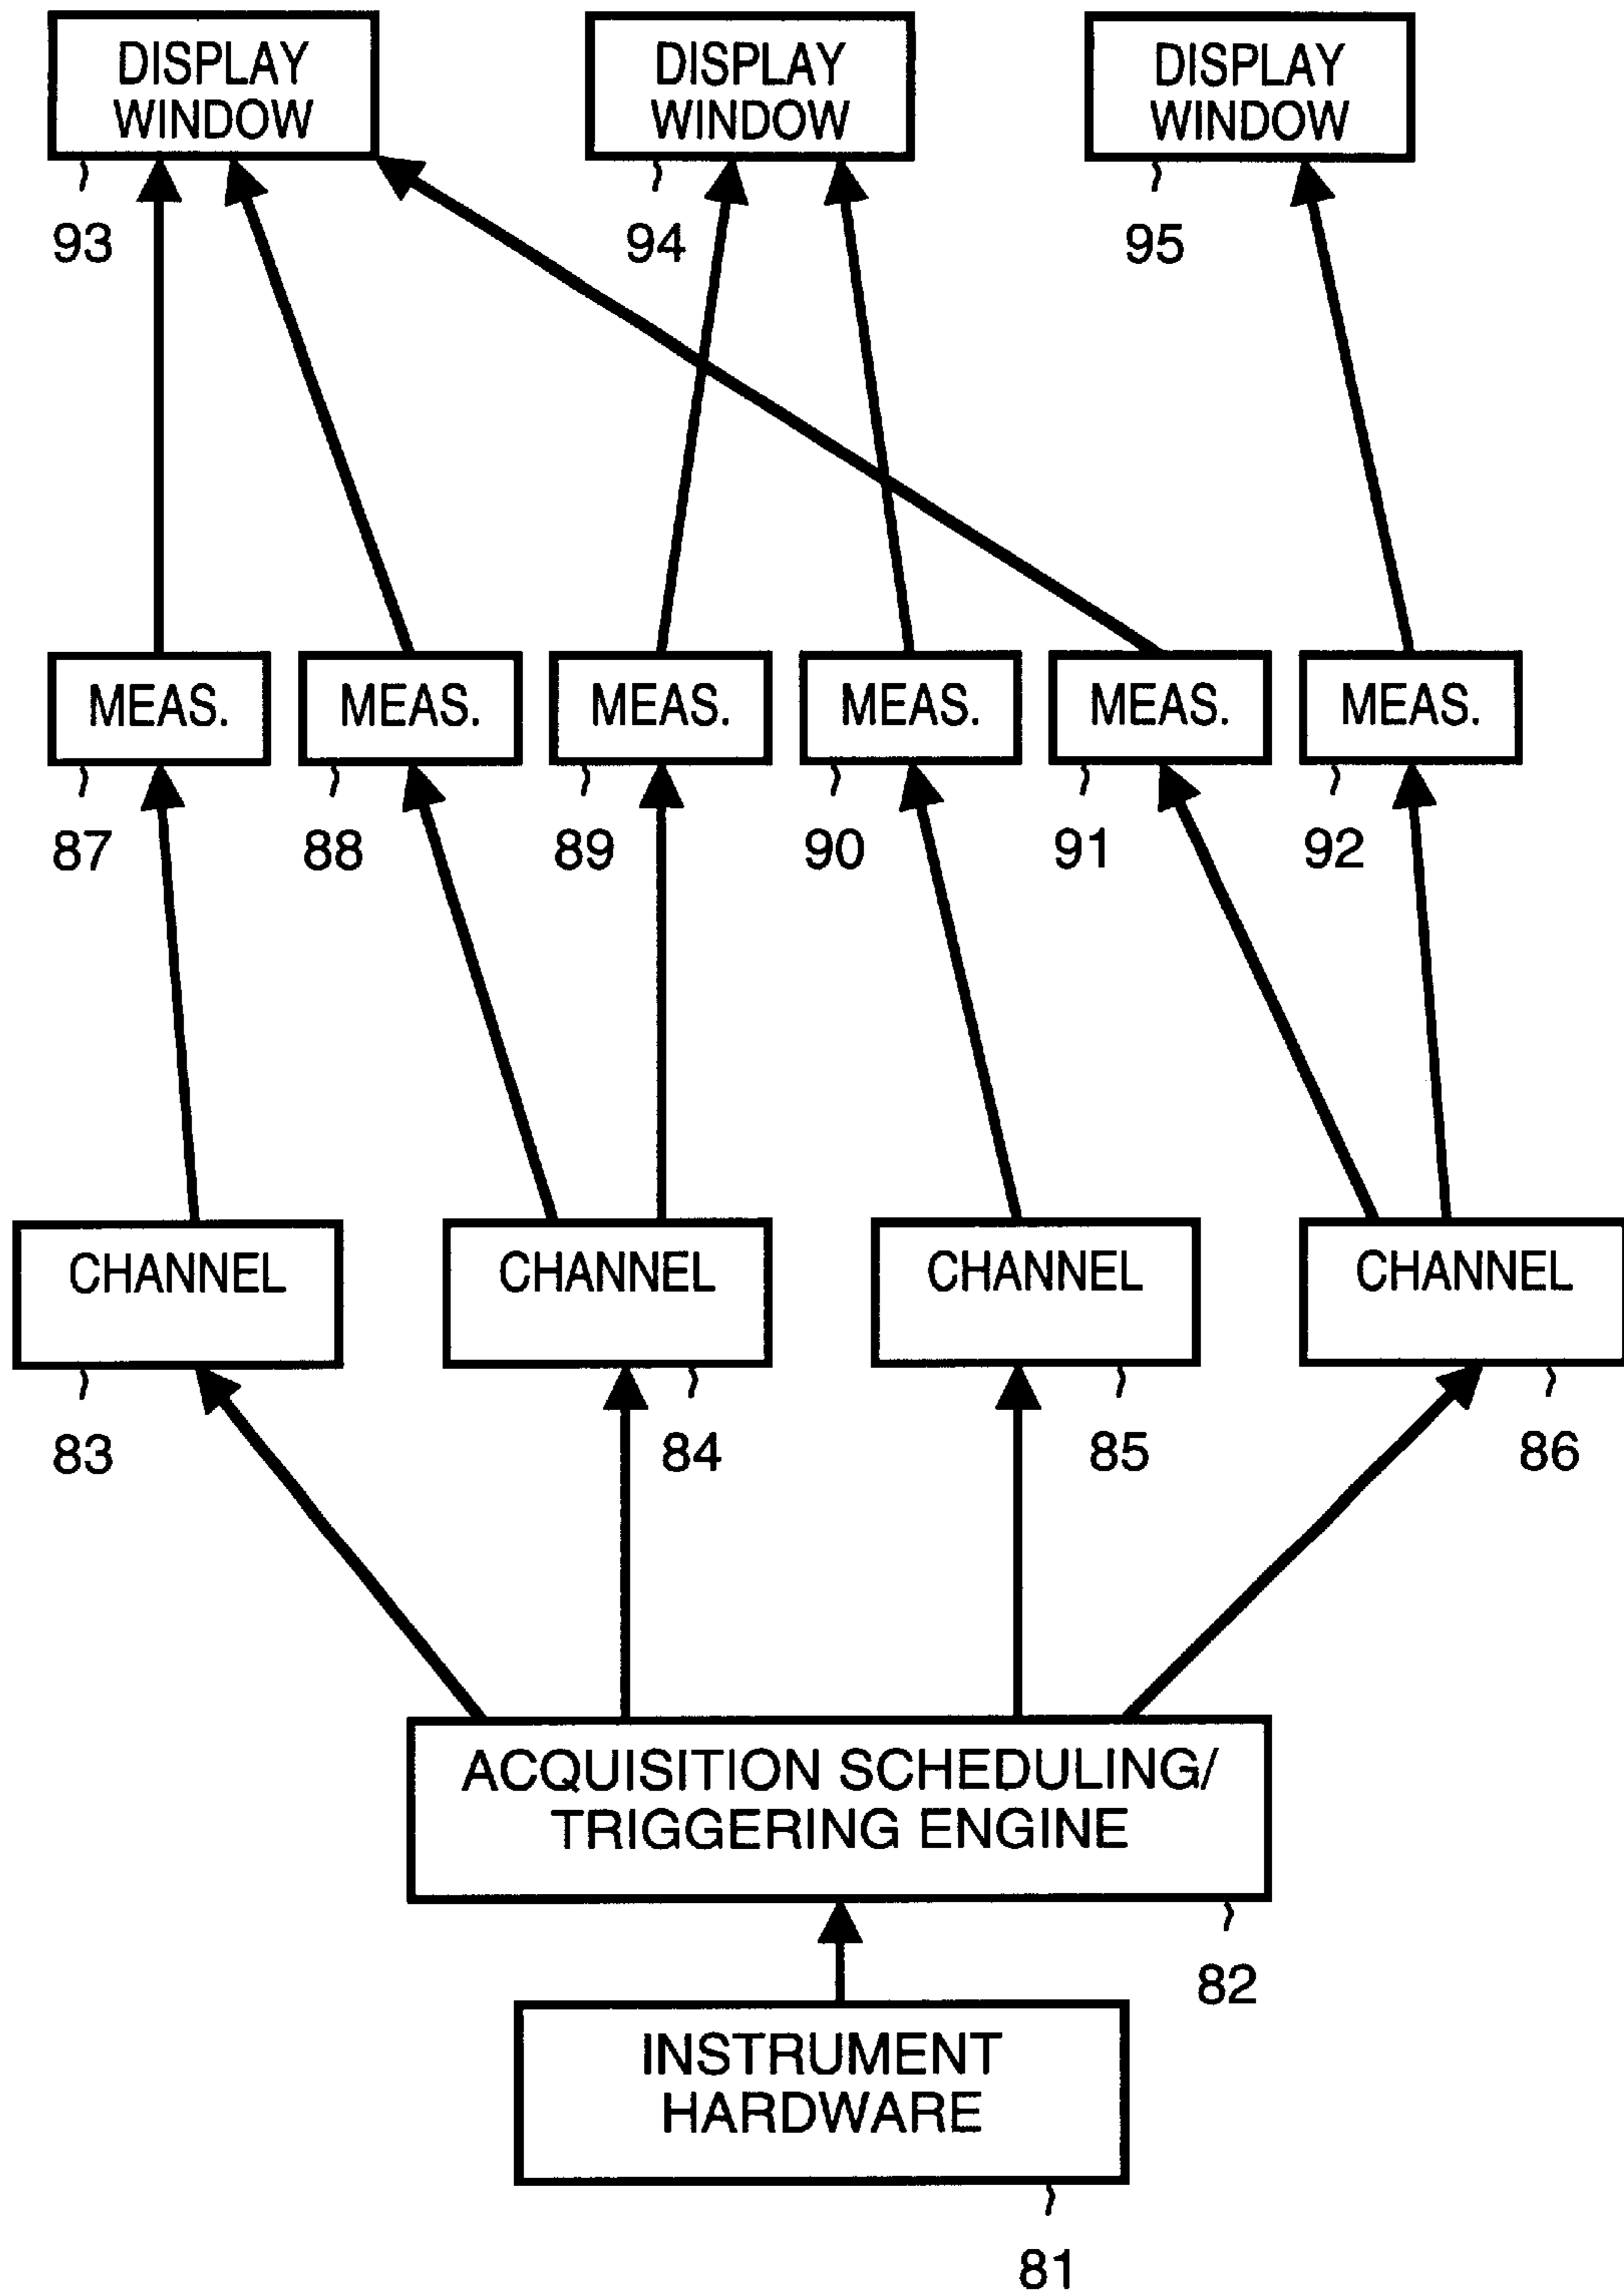 DISPLAY
WINDOW
DISPLAY
WINDOW
DISPLAY
WINDOW
93
94
95
MEAS.
MEAS.
MEAS.
MEAS.
MEAS.
MEAS.
87
88
89
90
91
92
CHANNEL
CHANNEL
CHANNEL
CHANNEL
83
84
85
86
ACQUISITION SCHEDULING/
TRIGGERING ENGINE
82
INSTRUMENT
HARDWARE
81